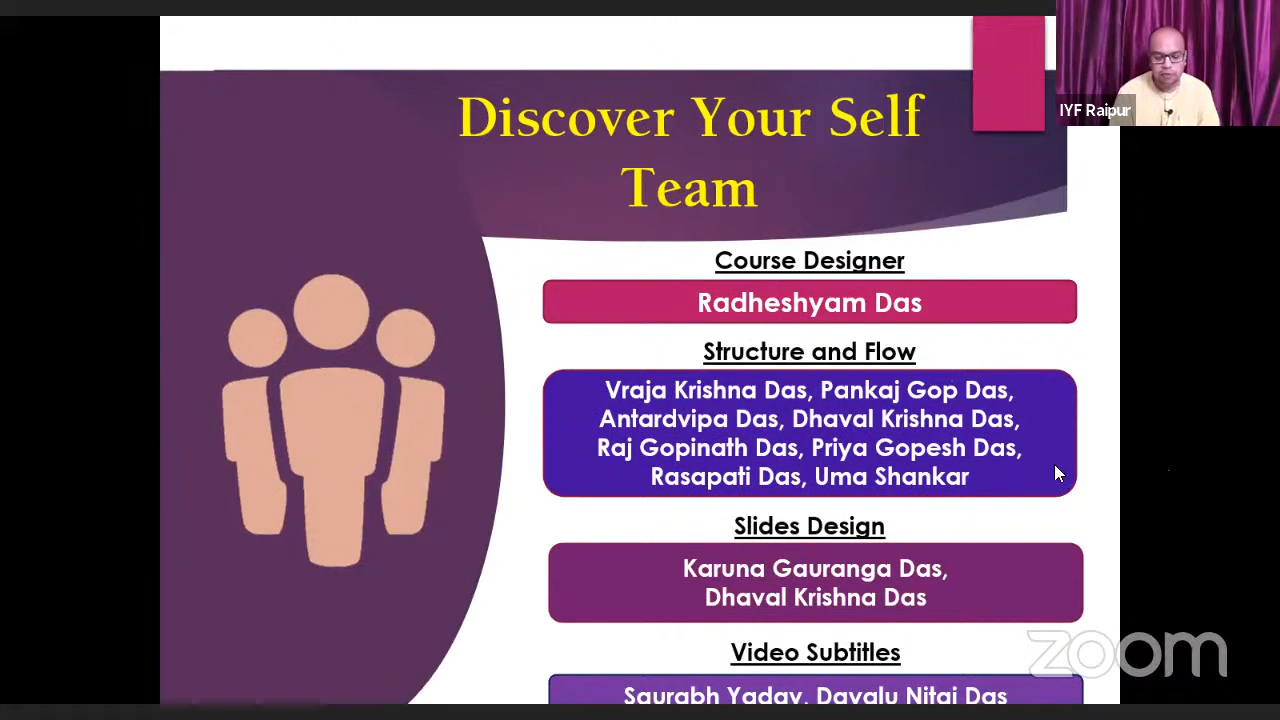 Discover Your Self
Team
IYF Raipur
Course Designer
Radheshyam Das
Structure and Flow
Vraja Krishna Das, Pankaj Gop Das,
Antardvipa Das, Dhaval Krishna Das,
Raj Gopinath Das, Priya Gopesh Das,
Rasapati Das, Uma Shankar
Slides Design
Karuna Gauranga Das,
Dhaval Krishna Das
Video Subtitles
Saurabh Yadav, Dayalu Nitai Das
zoom